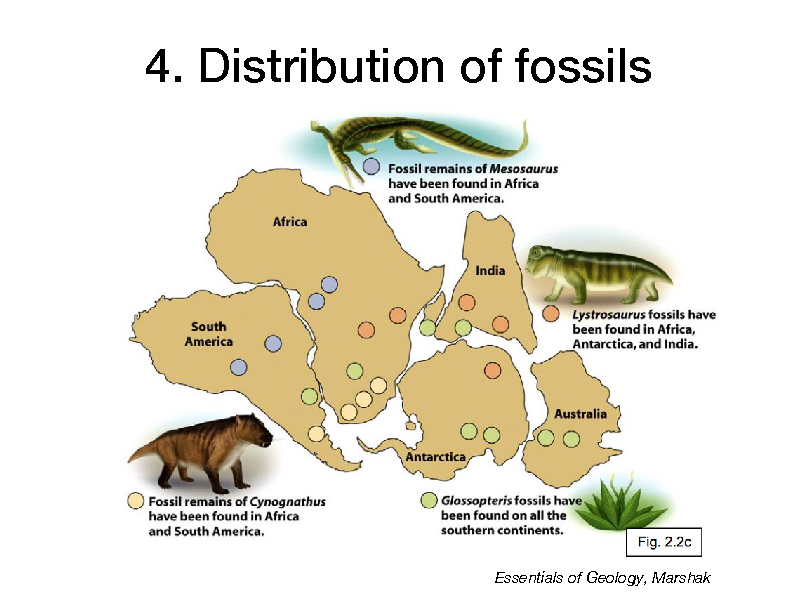 4. Distribution of fossils
Fossil remains of Mesosaurus
have been found in Africa
and South America.
Africa
India
Lystrosaurus fossils have
been found in Africa,
Antarctica, and India.
South
America
Australia
Antarctica
Fossil remains of Cynognathus
have been found in Africa
and South America.
Glossopteris fossils have
been found on all the
southern continents.
Fig. 2.2c
Essentials of Geology, Marshak